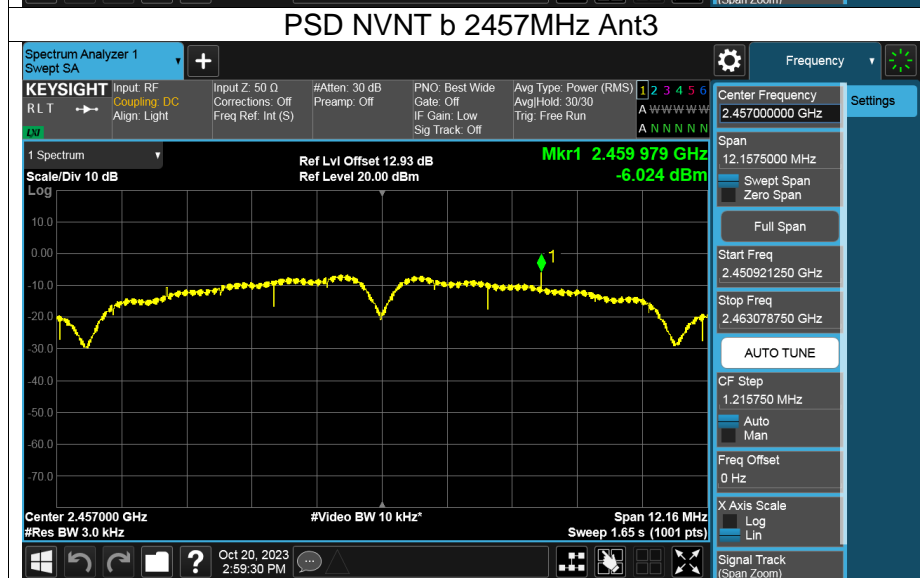 (Span Zoom)
PSD NVNT b 2457MHz Ant3
Spectrum Analyzer 1
Swept SA
+
Frequency
KEYSIGHT
RLT
LXI
Input: RF
Coupling: DC
Align: Light
Input Z: 50 Ω
Corrections: Off
Freq Ref: Int (S)
#Atten: 30 dB
Preamp: Off
PNO: Best Wide
Gate: Off
IF Gain: Low
Sig Track: Off
Avg Type: Power (RMS)
Avg|Hold: 30/30
Trig: Free Run
1 2 3 4 5 6
A W W W W W
A N N N N N
Center Frequency
2.457000000 GHz
Settings
1 Spectrum
Scale/Div 10 dB
Log
Ref Lvl Offset 12.93 dB
Ref Level 20.00 dBm
Mkr1 2.459 979 GHz
-6.024 dBm
Span
12.1575000 MHz
Swept Span
Zero Span
Full Span
Start Freq
2.450921250 GHz
Stop Freq
2.463078750 GHz
AUTO TUNE
CF Step
1.215750 MHz
Auto
Man
Freq Offset
0 Hz
X Axis Scale
Log
Lin
Signal Track
(Span Zoom)
10.0
0.00
-10.0
-20.0
-30.0
-40.0
-50.0
-60.0
-70.0
1
Center 2.457000 GHz
#Res BW 3.0 kHz
#Video BW 10 kHz*
Span 12.16 MHz
Sweep 1.65 s (1001 pts)
?
Oct 20, 2023
2:59:30 PM